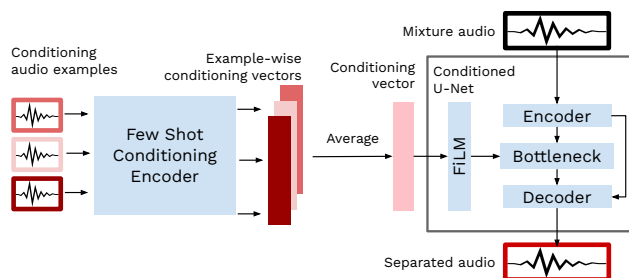 Mixture audio
Conditioning
audio examples
Example-wise
conditioning vectors
Conditioning
vector
Conditioned
U-Net
Few Shot
Conditioning
Encoder
Average
FiLM
Encoder
Bottleneck
Decoder
Separated audio